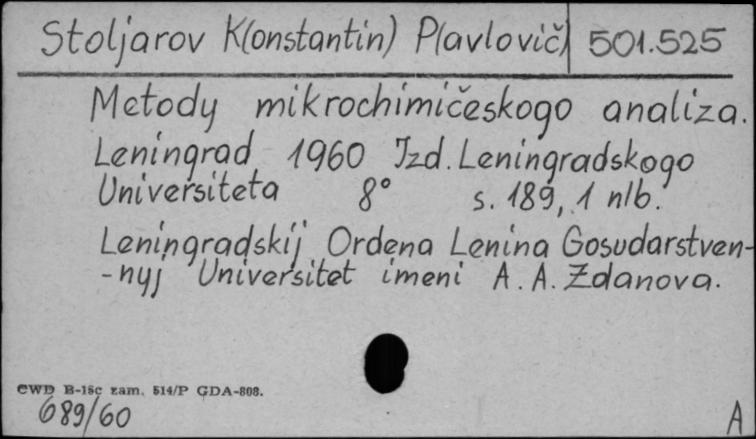 Stoljarov K(onstantin) P(avlovič) 501.525
Metody mikrochimičeskogo analiza.
Leningrad 1960 Izd. Leningradskogo
Universiteta 8° s. 189, 1 nlb.
Leningradskij Ordena Lenina Gosudarstven-
-nyj Universitet imeni A. A. Ždanova.
CWD B-15c zam. 514/P GDA-808.
689/60 A